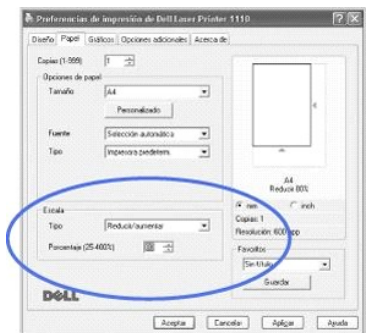 Preferencias de impresión de Dell Laser Printer 1110
Diseño Papel Gráficos Opciones adicionales Acerca de
Copias (1-999) 1
Opciones de papel
Tamaño A4
Personalizado
Fuente Selección automática
Tipo Impresora predeterm.
A4
Reducir 80%
mm inch
Copias: 1
Resolución: 600 ppp
Escala
Tipo Reducir/aumentar
Porcentaje (25-400%)
Favoritos
Sin título
Guardar
DELL
Aceptar Cancelar Aplicar Ayuda